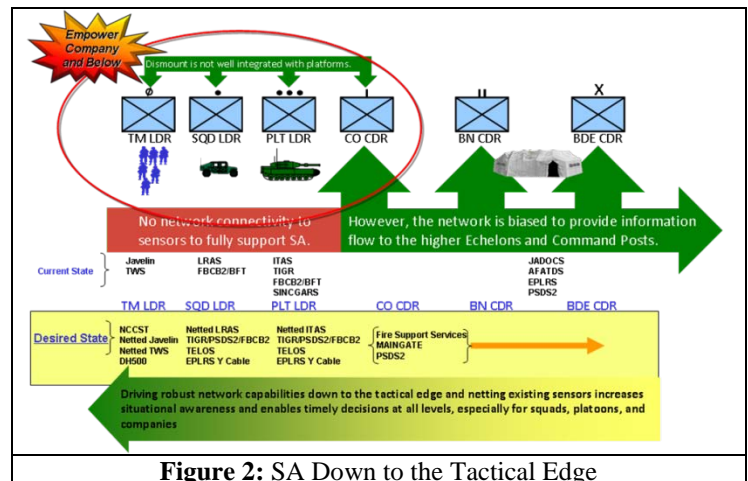 Empower
Company
and Below
Dismount is not well integrated with platforms.
TM LDR SQD LDR PLT LDR CO CDR BN CDR BDE CDR
No network connectivity to
sensors to fully support SA.
However, the network is biased to provide information
flow to the higher Echelons and Command Posts.
Current State
Javelin
TWS
LRAS
FBCB2/BFT
ITAS
TIGR
FBCB2/BFT
SINCGARS
JADOCS
AFATDS
EPLRS
PSDS2
TM LDR SQD LDR PLT LDR CO CDR BN CDR BDE CDR
Desired State
NCCST
Netted Javelin
Netted TWS
DH500
Netted LRAS
TIGR/PSDS2/FBCB2
TELOS
EPLRS Y Cable
Netted ITAS
TIGR/PSDS2/FBCB2
TELOS
EPLRS Y Cable
Fire Support Services
MAINGATE
PSDS2
Driving robust network capabilities down to the tactical edge and netting existing sensors increases
situational awareness and enables timely decisions at all levels, especially for squads, platoons, and
companies
Figure 2: SA Down to the Tactical Edge